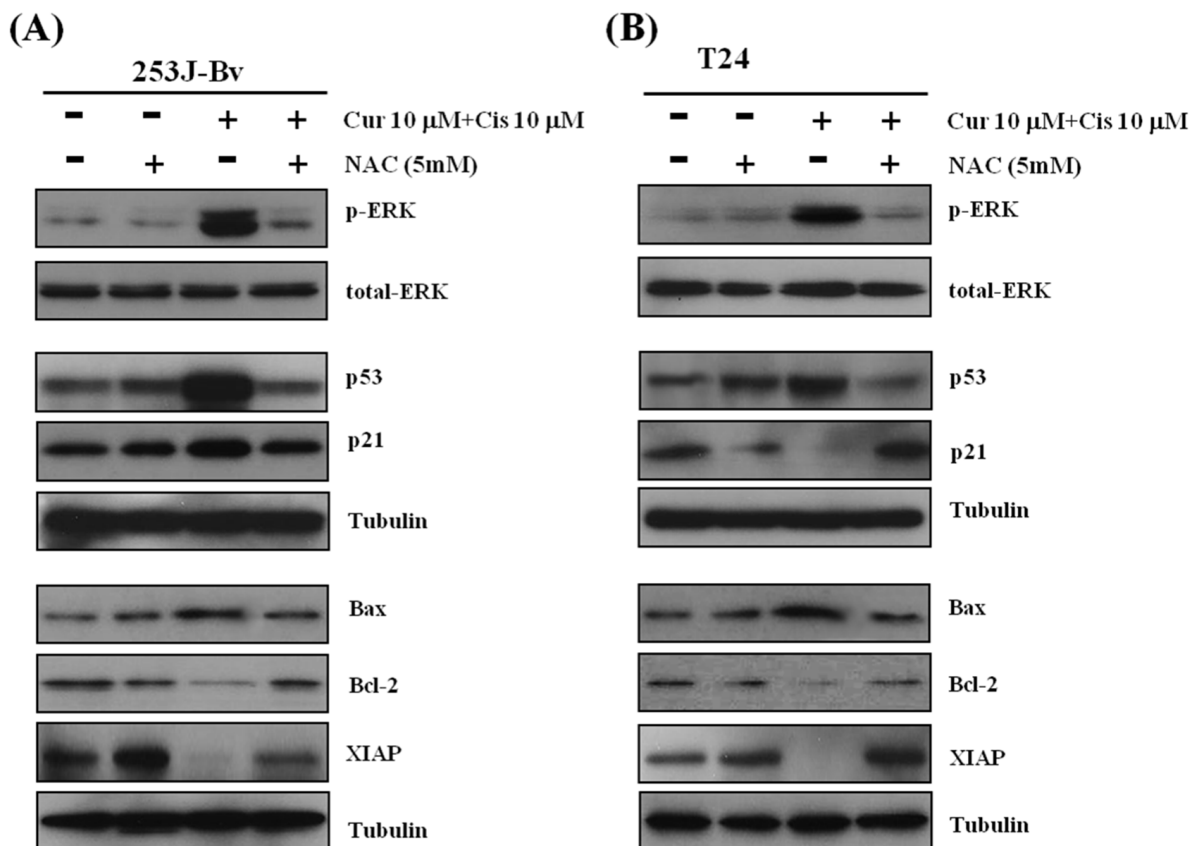 (A)
253J-Bv
- - + + Cur 10 μM+Cis 10 μM
- + - + NAC (5mM)
p-ERK
total-ERK
p53
p21
Tubulin
Bax
Bcl-2
XIAP
Tubulin
(B)
T24
- - + + Cur 10 μM+Cis 10 μM
- + - + NAC (5mM)
p-ERK
total-ERK
p53
p21
Tubulin
Bax
Bcl-2
XIAP
Tubulin